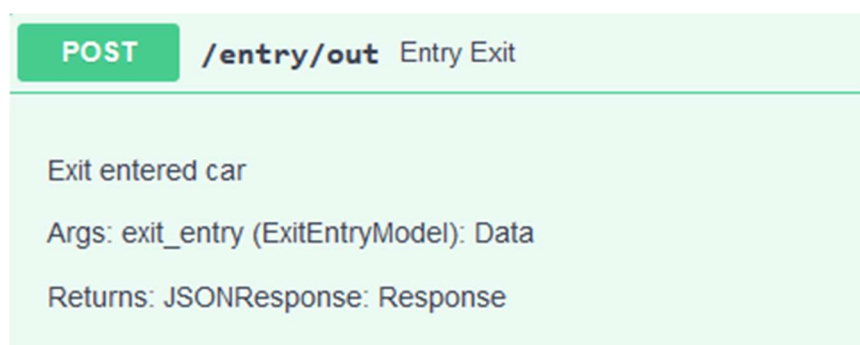 POST /entry/out Entry Exit
Exit entered car
Args: exit_entry (ExitEntryModel): Data
Returns: JSONResponse: Response